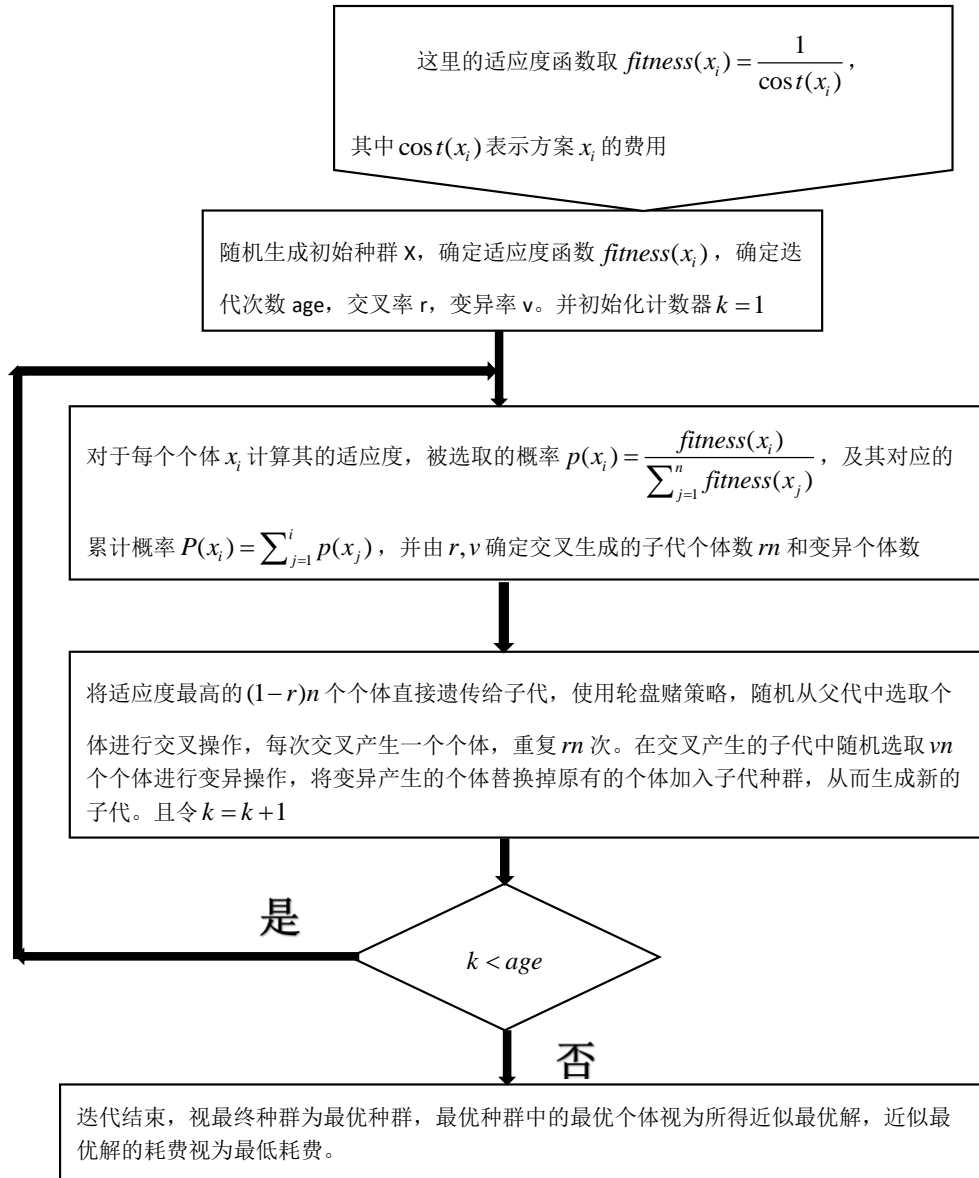 这里的适应度函数取 fitness(x_i) = 1/cost(x_i)，
其中 cost(x_i) 表示方案 x_i 的费用
随机生成初始种群 X，确定适应度函数 fitness(x_i)，确定迭
代次数 age，交叉率 r，变异率 v。并初始化计数器 k = 1
对于每个个体 x_i 计算其的适应度，被选取的概率 p(x_i) = fitness(x_i)/∑_{j=1}^{n} fitness(x_j)，及其对应的
累计概率 P(x_i) = ∑_{j=1}^{i} p(x_j)，并由 r,v 确定交叉生成的子代个体数 rn 和变异个体数
将适应度最高的 (1−r)n 个个体直接遗传给子代，使用轮盘赌策略，随机从父代中选取个
体进行交叉操作，每次交叉产生一个个体，重复 rn 次。在交叉产生的子代中随机选取 vn
个个体进行变异操作，将变异产生的个体替换掉原有的个体加入子代种群，从而生成新的
子代。且令 k = k+1
是
k < age
否
迭代结束，视最终种群为最优种群，最优种群中的最优个体视为所得近似最优解，近似最
优解的耗费视为最低耗费。